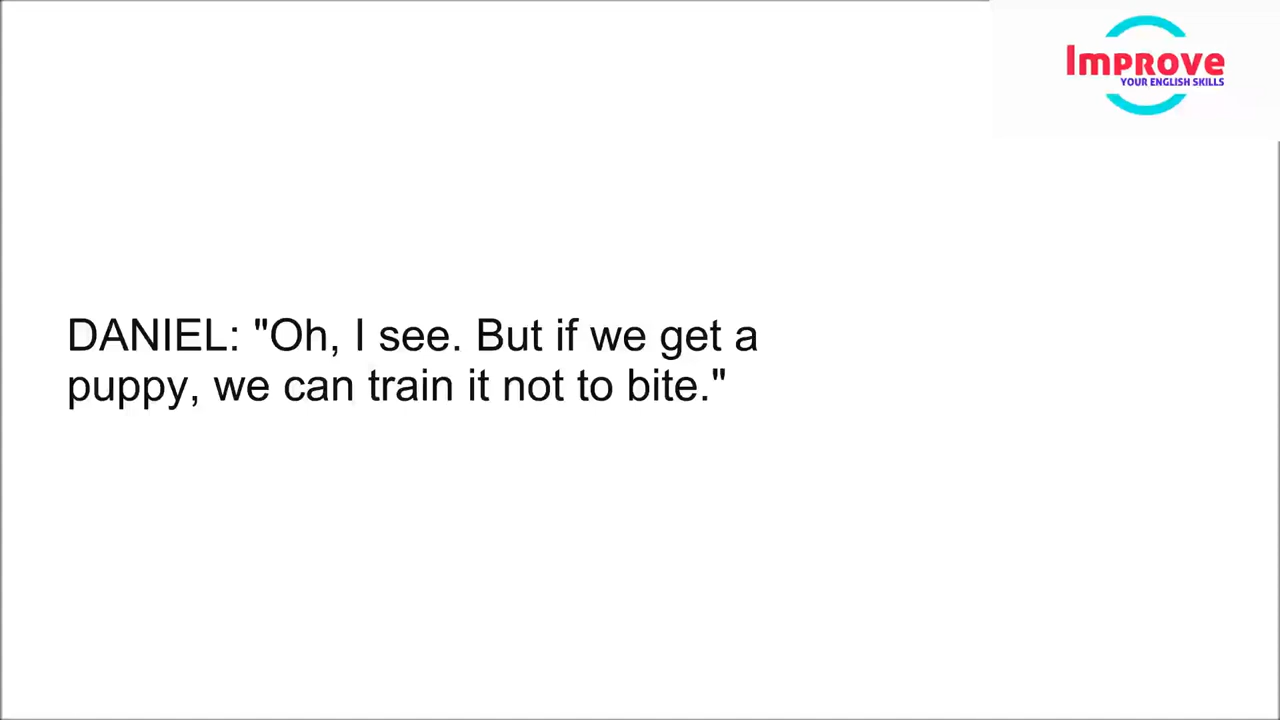 Improve
YOUR ENGLISH SKILLS
DANIEL: "Oh, I see. But if we get a
puppy, we can train it not to bite."